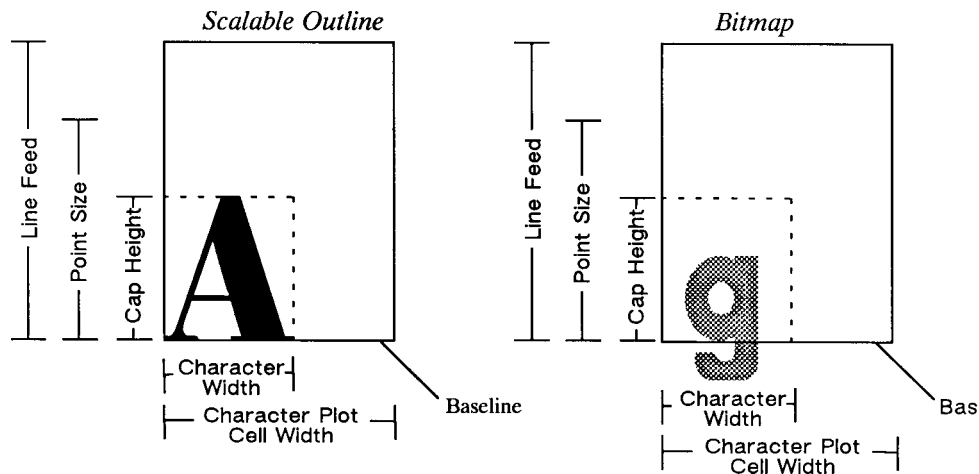 Scalable Outline
Line Feed
Point Size
Cap Height
A
Character
Width
Character Plot
Cell Width
Baseline
Bitmap
Line Feed
Point Size
Cap Height
g
Character
Width
Character Plot
Cell Width
Bas